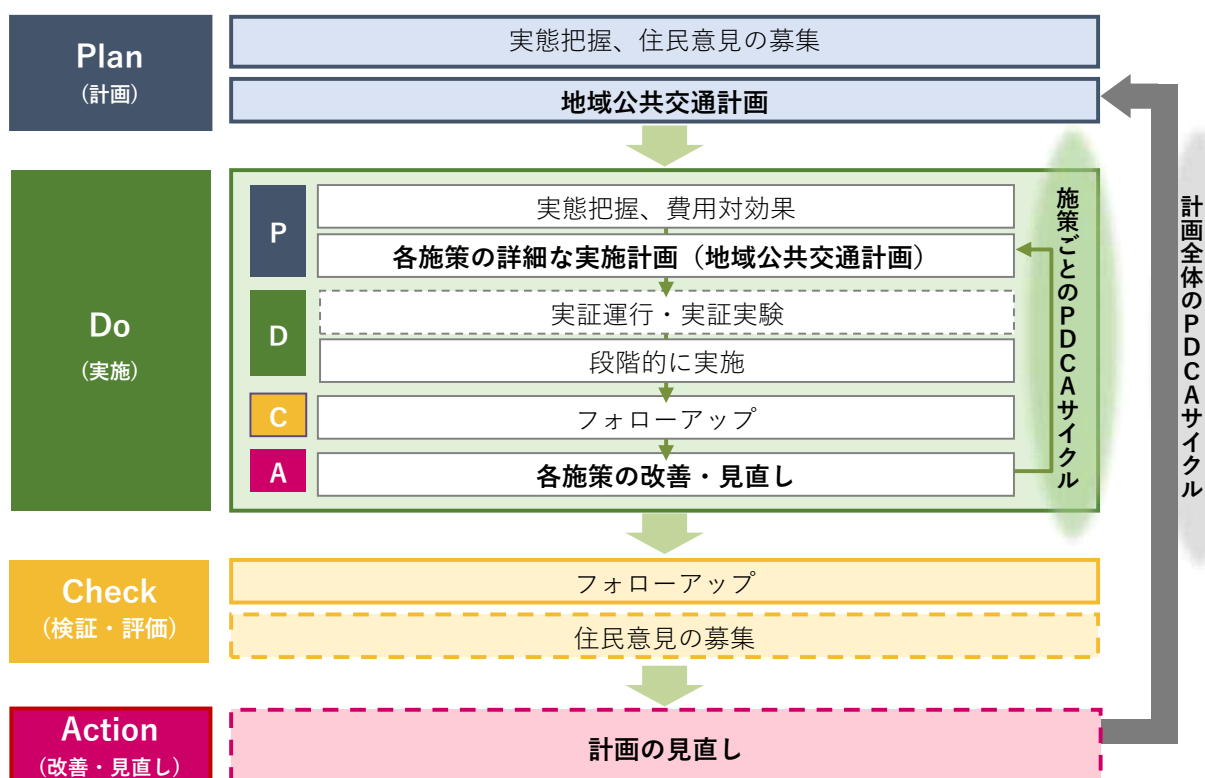 Plan
（計画）
実態把握、住民意見の募集
地域公共交通計画
Do
（実施）
P
実態把握、費用対効果
各施策の詳細な実施計画（地域公共交通計画）
D
実証運行・実証実験
段階的に実施
C
フォローアップ
A
各施策の改善・見直し
施策ごとのPDCAサイクル
計画全体のPDCAサイクル
Check
（検証・評価）
フォローアップ
住民意見の募集
Action
（改善・見直し）
計画の見直し